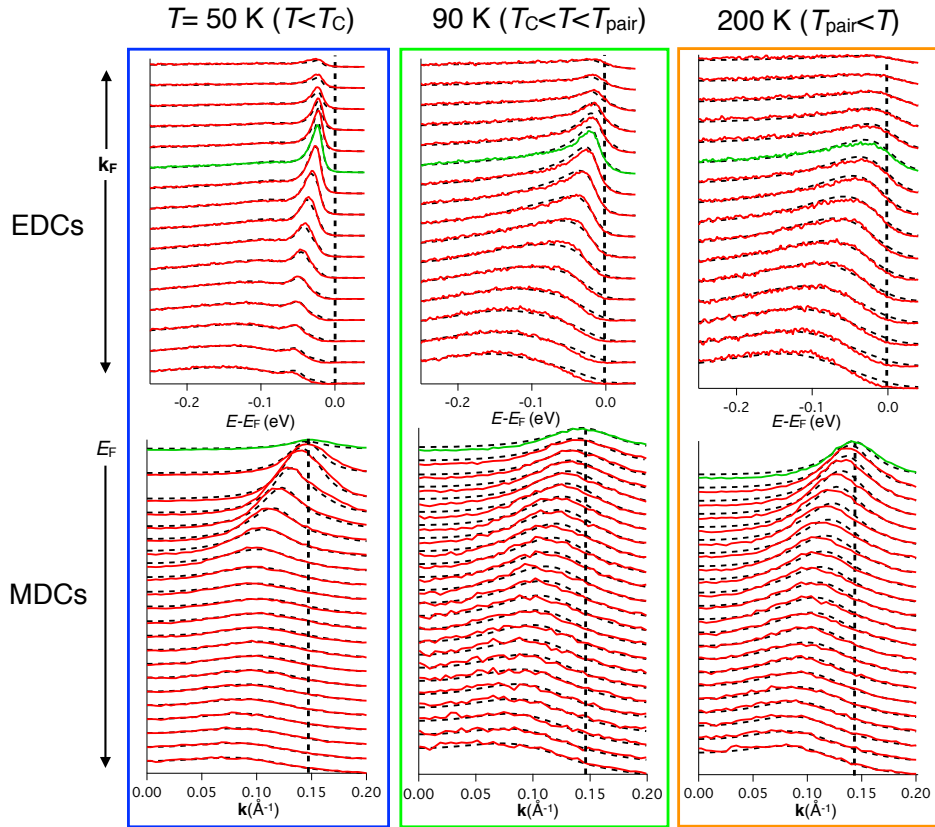 T= 50 K (T<TC)
90 K (TC<T<Tpair)
200 K (Tpair<T)
kF
EDCs
-0.2
-0.1
0.0
-0.2
-0.1
0.0
-0.2
-0.1
0.0
E-EF (eV)
E-EF (eV)
E-EF (eV)
EF
MDCs
0.00
0.05
0.10
0.15
0.20
0.00
0.05
0.10
0.15
0.20
0.00
0.05
0.10
0.15
0.20
k(Å-1)
k(Å-1)
k(Å-1)